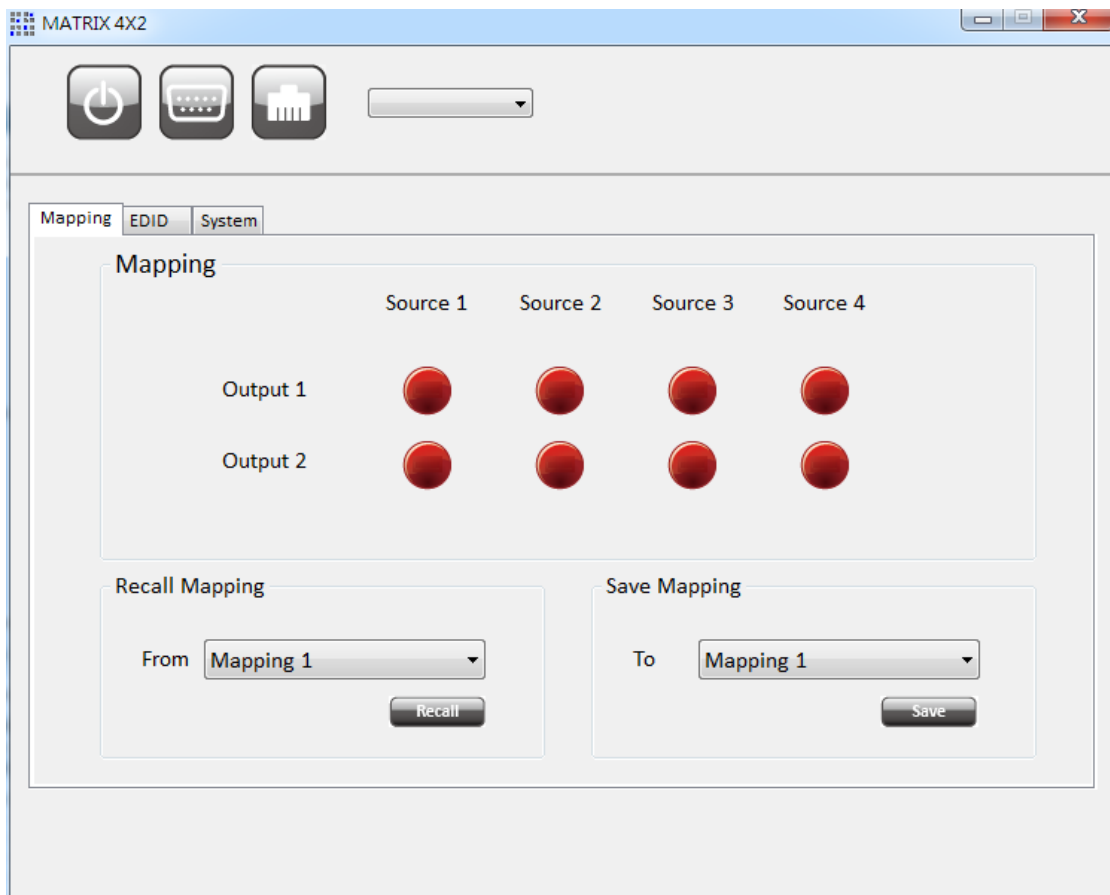 MATRIX 4X2
Mapping EDID System
Mapping
Source 1 Source 2 Source 3 Source 4
Output 1
Output 2
Recall Mapping
From Mapping 1
Recall
Save Mapping
To Mapping 1
Save